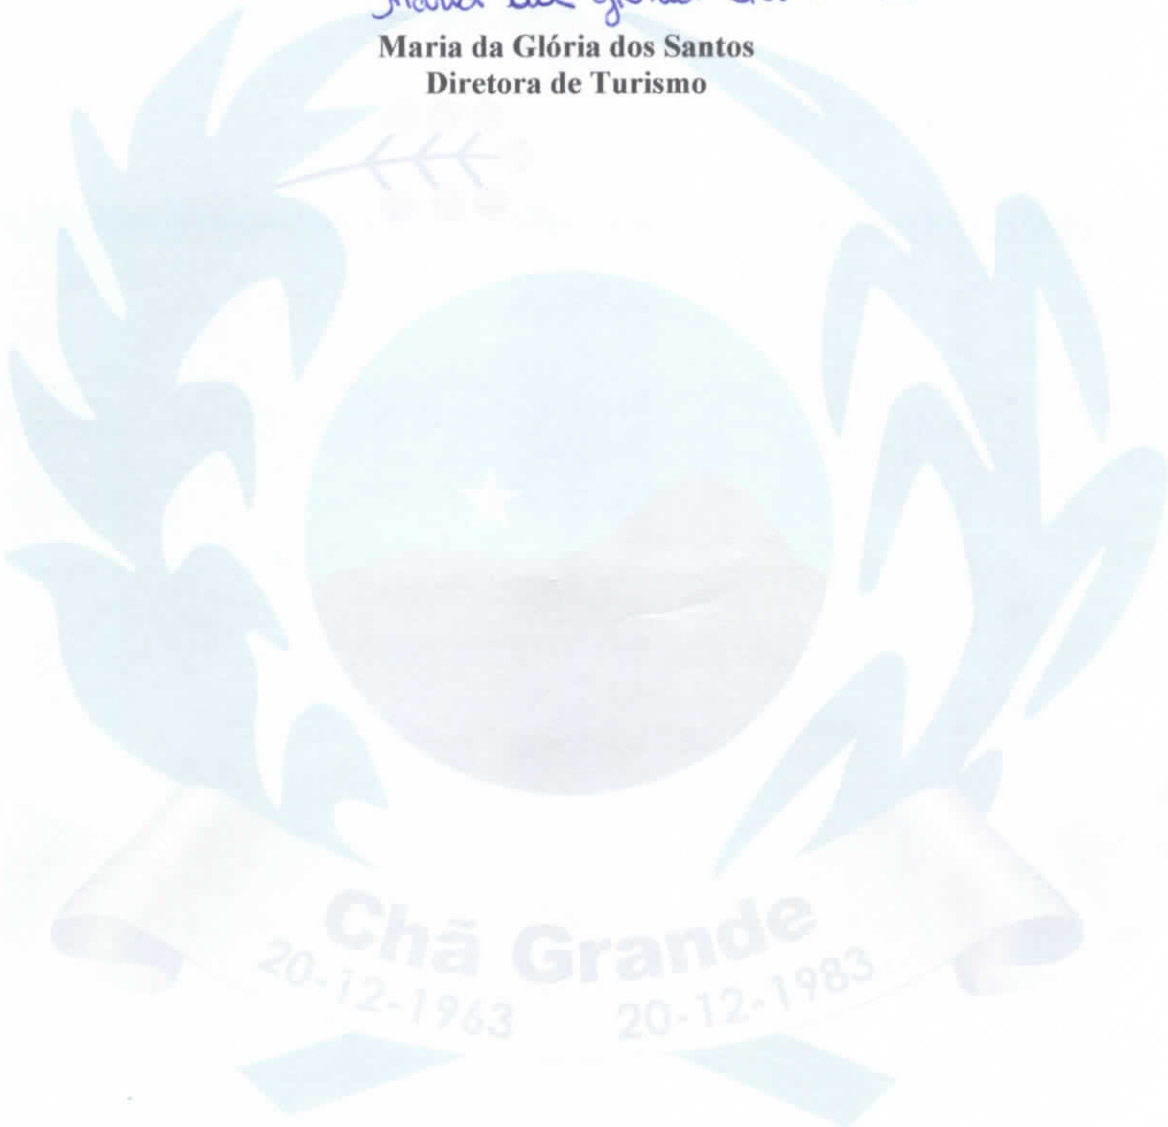 Maria da Glória dos Santos
Diretora de Turismo
Chã Grande
20-12-1963 20-12-1983